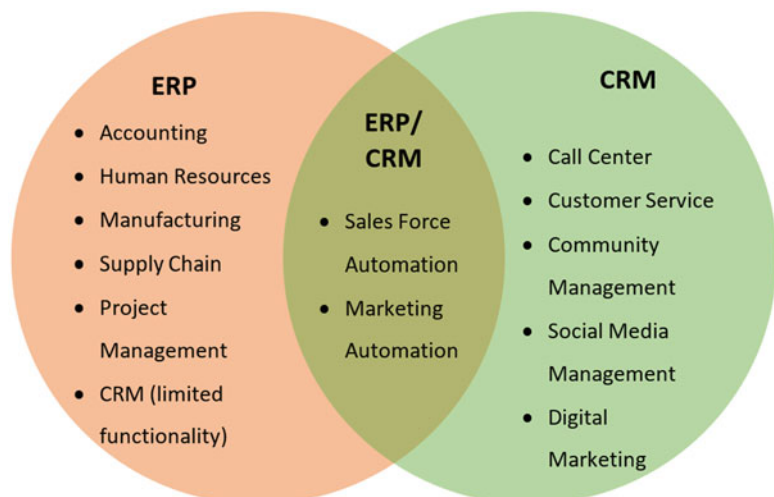 ERP
• Accounting
• Human Resources
• Manufacturing
• Supply Chain
• Project
Management
• CRM (limited
functionality)
ERP/
CRM
• Sales Force
Automation
• Marketing
Automation
CRM
• Call Center
• Customer Service
• Community
Management
• Social Media
Management
• Digital
Marketing